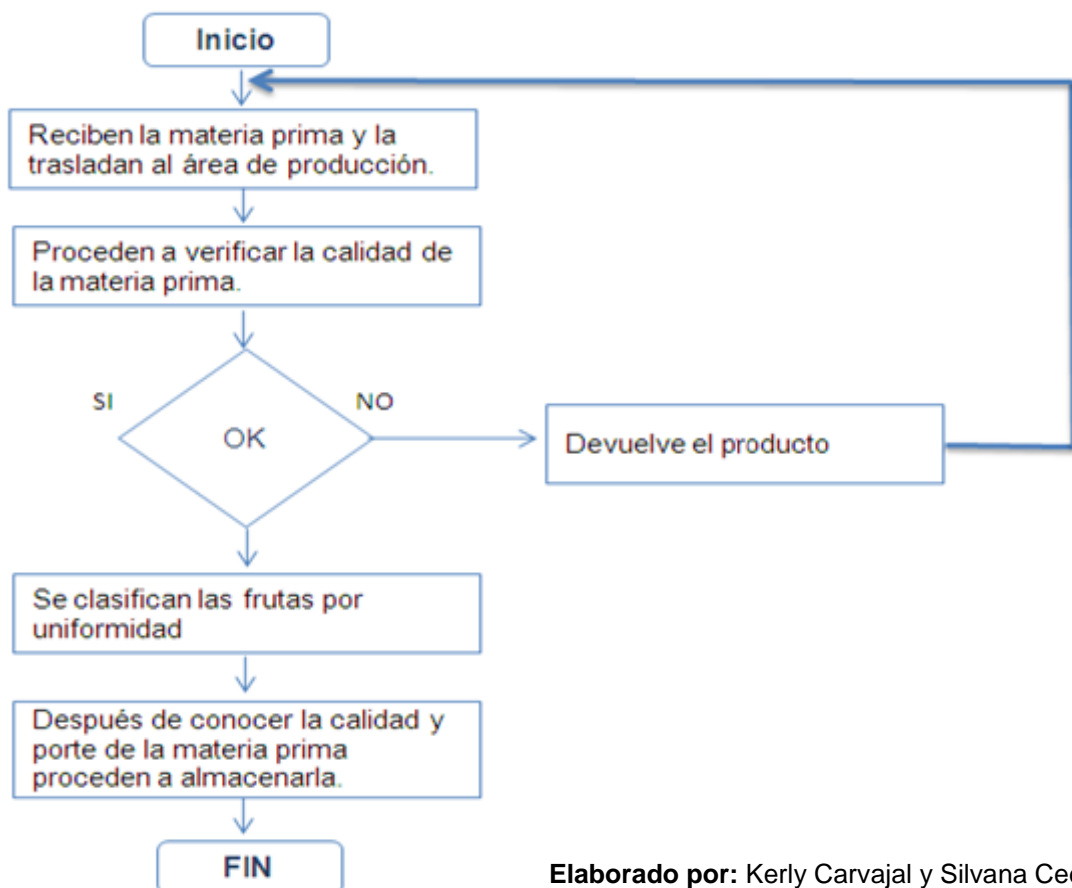 Inicio
Reciben la materia prima y la
trasladan al área de producción.
Proceden a verificar la calidad de
la materia prima.
SI
NO
OK
Devuelve el producto
Se clasifican las frutas por
uniformidad
Después de conocer la calidad y
porte de la materia prima
proceden a almacenarla.
FIN
Elaborado por: Kerly Carvajal y Silvana